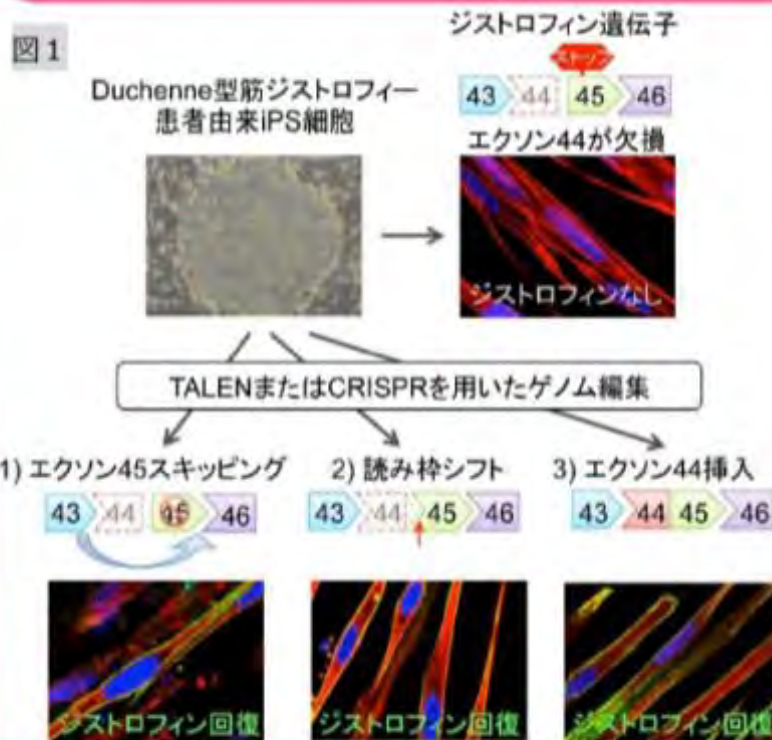 図1
ジストロフィン遺伝子
ストップ
Duchenne型筋ジストロフィー
患者由来iPS細胞
43 44 45 46
エクソン44が欠損
ジストロフィンなし
TALENまたはCRISPRを用いたゲノム編集
1) エクソン45スキッピング
2) 読み枠シフト
3) エクソン44挿入
43 44 45 46
43 44 45 46
43 44 45 46
ジストロフィン回復
ジストロフィン回復
ジストロフィン回復